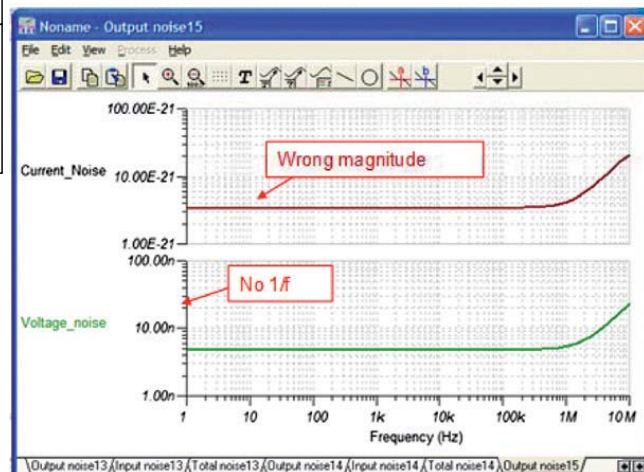 Noname - Output noise15
File Edit View Process Help
T
100.00E-21
Current_Noise
Wrong magnitude
10.00E-21
1.00E-21
100.00n
No 1/f
Voltage_noise
10.00n
1.00n
1 10 100 1k 10k 100k 1M 10M
Frequency (Hz)
Output noise13 Input noise13 Total noise13 Output noise14 Input noise14 Total noise14 Output noise15